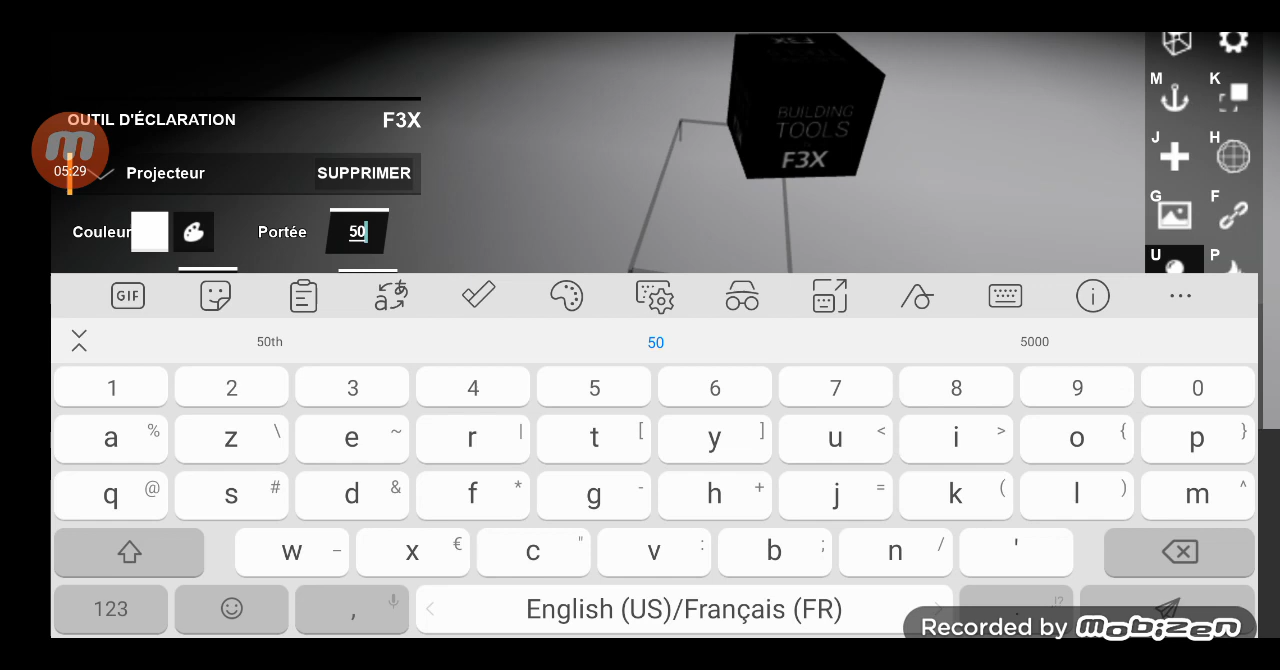 OUTIL D'ÉCLARATION F3X
05:29
Projecteur SUPPRIMER
Couleur Portée 50
BUILDING
TOOLS
F3X
M K
J H
G F
U P
GIF
50th 50 5000
1 2 3 4 5 6 7 8 9 0
a % z \ e ~ r | t [ y ] u < i > o { p }
q @ s # d & f * g - h + j = k ( l ) m ^
w _ x € c " v : b ; n / '
123 , English (US)/Français (FR) . !?
Recorded by mobizen